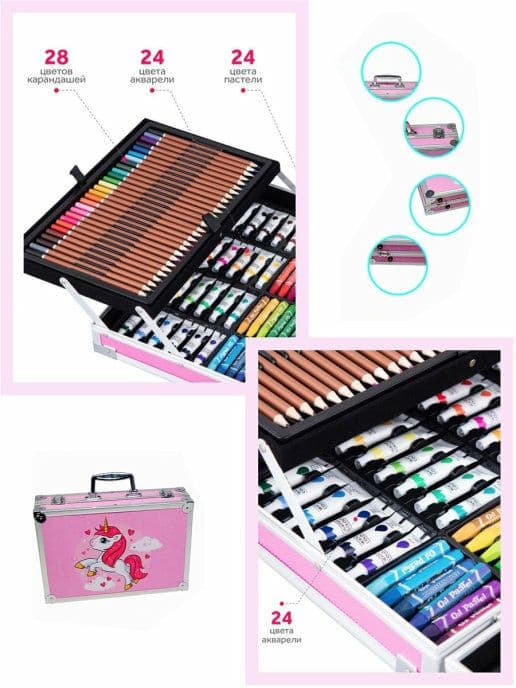 28
цветов
карандашей
24
цвета
акварели
24
цвета
пастели
Oil Pastel
Oil Pastel
24
цвета
акварели